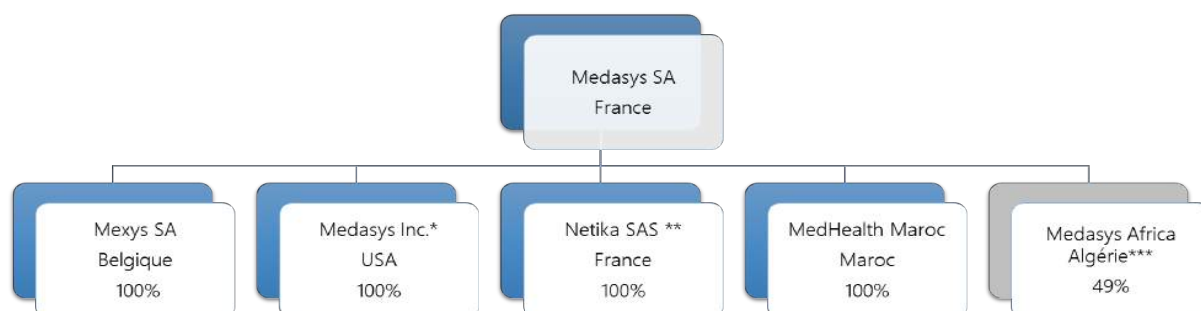 Medasys SA
France
Mexys SA
Belgique
100%
Medasys Inc.*
USA
100%
Netika SAS **
France
100%
MedHealth Maroc
Maroc
100%
Medasys Africa
Algérie***
49%